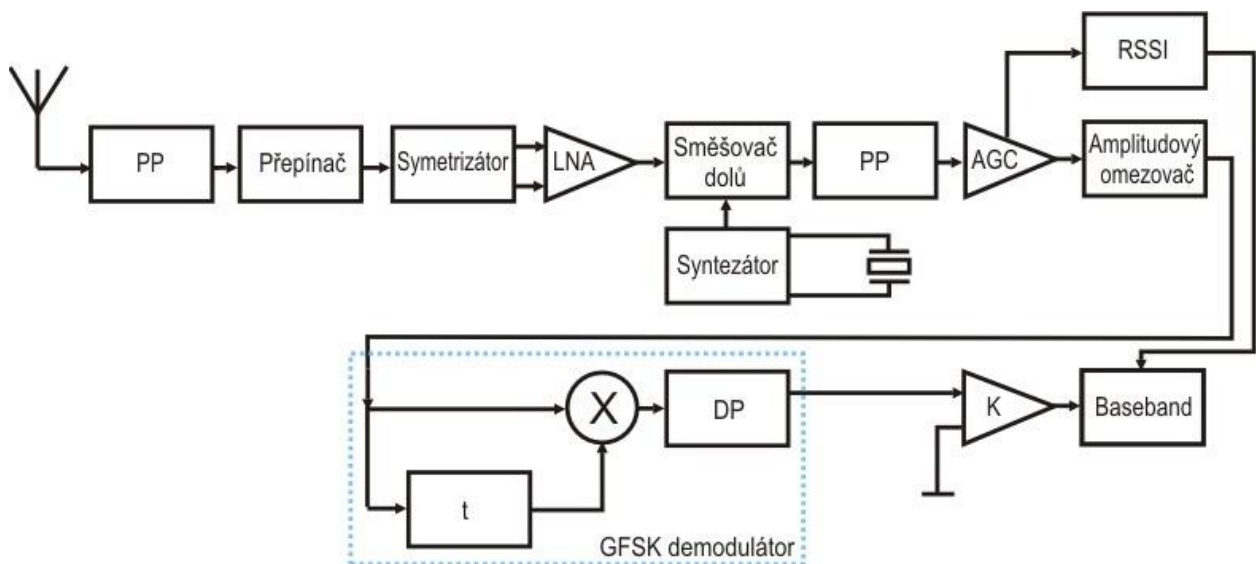 RSSI
PP
Přepínač
Symetrizátor
LNA
Směšovač
dolů
PP
AGC
Amplitudový
omezovač
Syntezátor
X
DP
K
Baseband
t
GFSK demodulátor